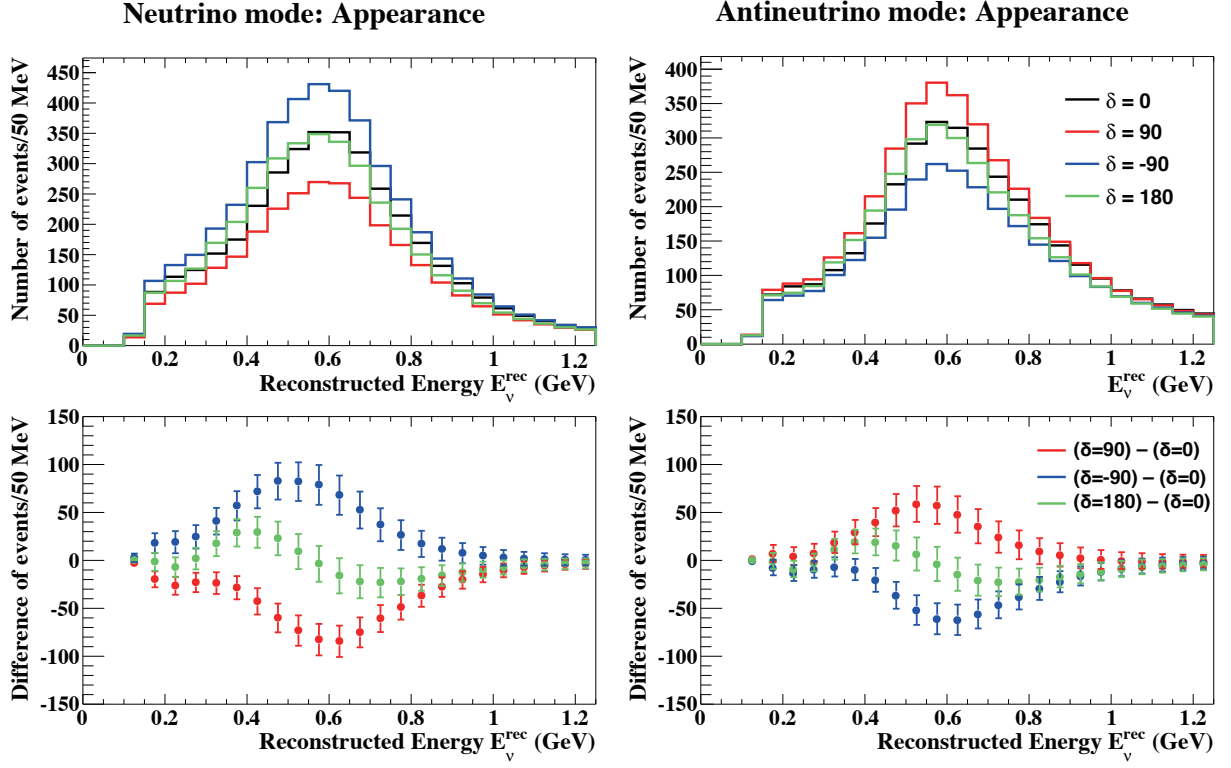 Neutrino mode: Appearance
Number of events/50 MeV
450
400
350
300
250
200
150
100
50
0
0 0.2 0.4 0.6 0.8 1 1.2
Reconstructed Energy E_ν^rec (GeV)
Antineutrino mode: Appearance
Number of events/50 MeV
400
350
300
250
200
150
100
50
0
δ = 0
δ = 90
δ = -90
δ = 180
0 0.2 0.4 0.6 0.8 1 1.2
E_ν^rec (GeV)
Difference of events/50 MeV
150
100
50
0
-50
-100
-150
0 0.2 0.4 0.6 0.8 1 1.2
Reconstructed Energy E_ν^rec (GeV)
Difference of events/50 MeV
150
100
50
0
-50
-100
-150
(δ=90) − (δ=0)
(δ=-90) − (δ=0)
(δ=180) − (δ=0)
0 0.2 0.4 0.6 0.8 1 1.2
Reconstructed Energy E_ν^rec (GeV)